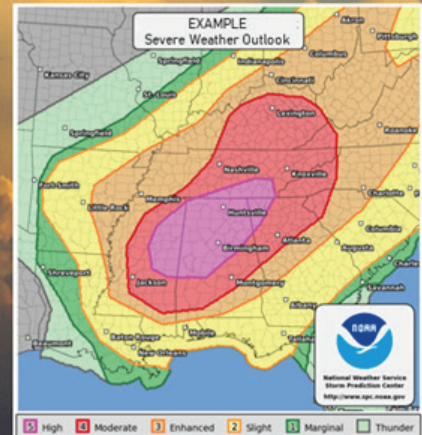 EXAMPLE
Severe Weather Outlook
Akron
Pittsburgh
Columbus
Indianapolis
Springfield
Kansas City
Cincinnati
St. Louis
Lexington
Springfield
Roanoke
Nashville
Knoxville
Fort Smith
Memphis
Charlotte
Little Rock
Huntsville
Columbia
Birmingham
Atlanta
Augusta
Shreveport
Jackson
Montgomery
Savannah
Albany
Mobile
Baton Rouge
New Orleans
Beaumont
NOAA
National Weather Service
Storm Prediction Center
http://www.spc.noaa.gov
5 High 4 Moderate 3 Enhanced 2 Slight 1 Marginal Thunder